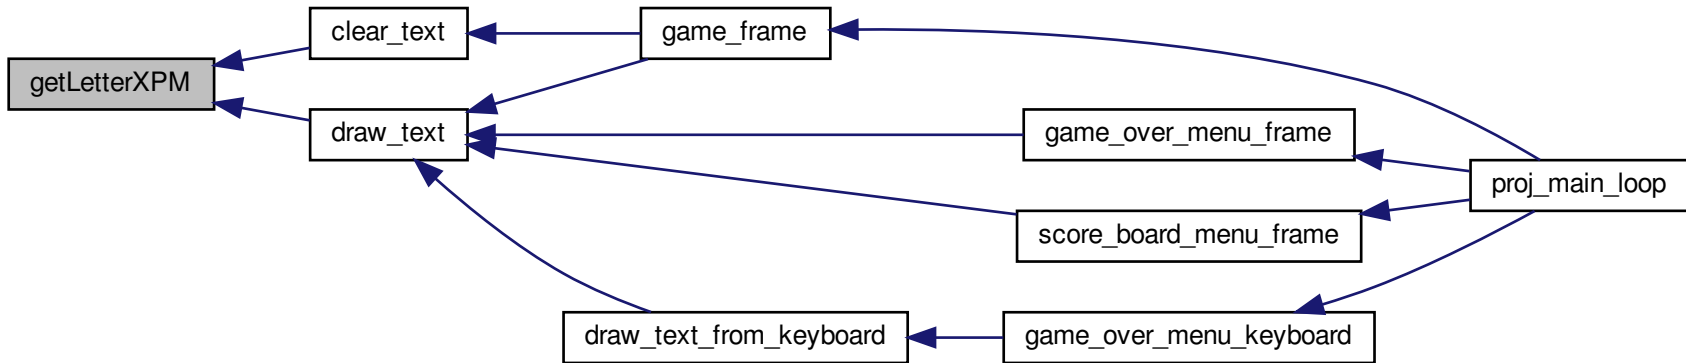 getLetterXPM
clear_text
draw_text
game_frame
game_over_menu_frame
score_board_menu_frame
draw_text_from_keyboard
game_over_menu_keyboard
proj_main_loop